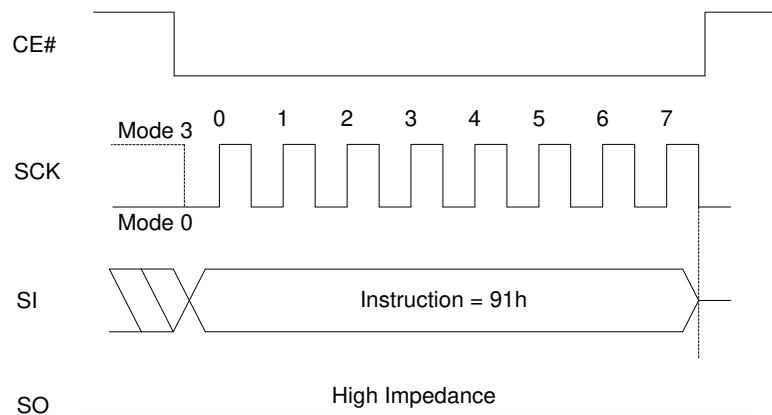 CE#
Mode 3
0 1 2 3 4 5 6 7
SCK
Mode 0
SI
Instruction = 91h
SO
High Impedance